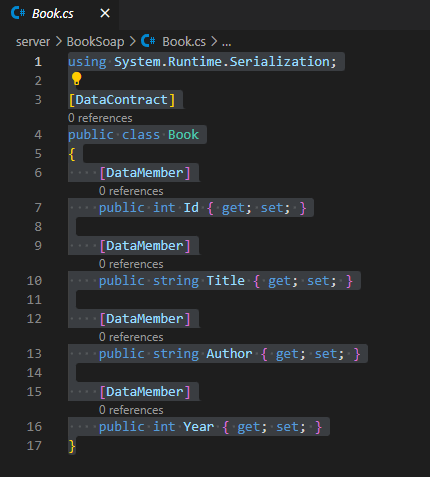 Book.cs
server > BookSoap > Book.cs > ...
1 using System.Runtime.Serialization;
2
3 [DataContract]
0 references
4 public class Book
5 {
6 [DataMember]
0 references
7 public int Id { get; set; }
8
9 [DataMember]
0 references
10 public string Title { get; set; }
11
12 [DataMember]
0 references
13 public string Author { get; set; }
14
15 [DataMember]
0 references
16 public int Year { get; set; }
17 }